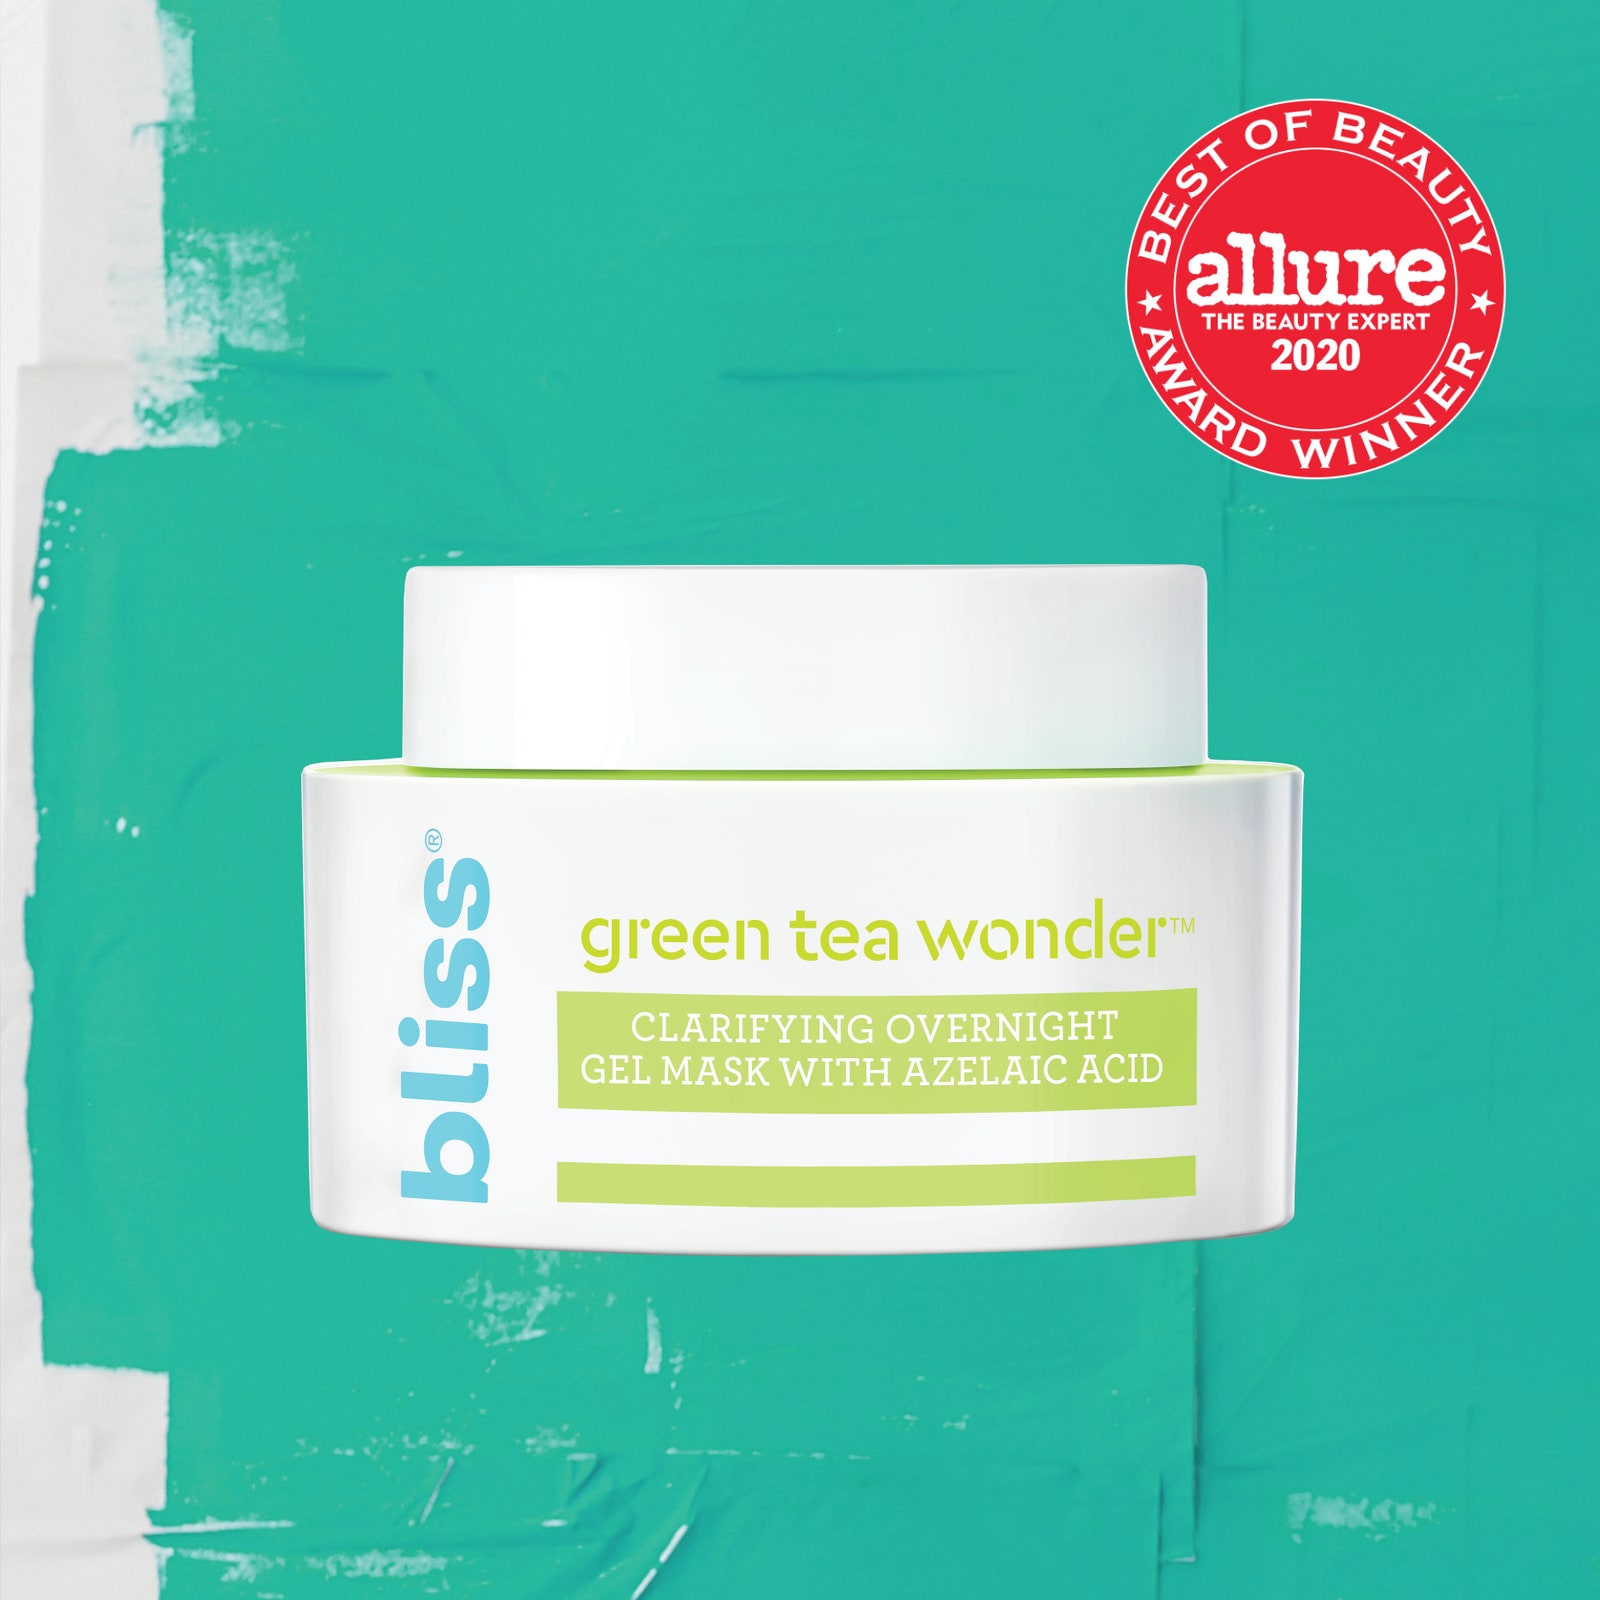 BEST OF BEAUTY
allure
THE BEAUTY EXPERT
2020
★ AWARD WINNER ★
bliss®
green tea wonder™
CLARIFYING OVERNIGHT
GEL MASK WITH AZELAIC ACID